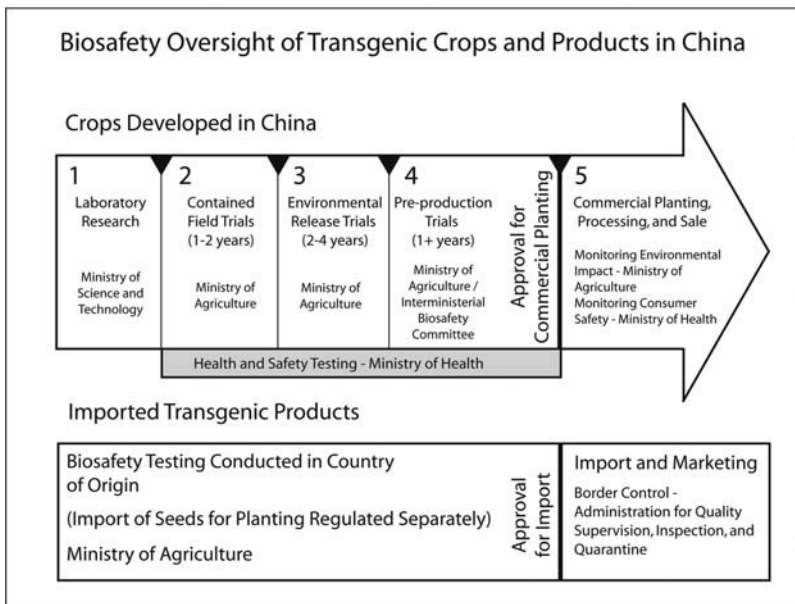 Biosafety Oversight of Transgenic Crops and Products in China
Crops Developed in China
1
Laboratory
Research
Ministry of
Science and
Technology
2
Contained
Field Trials
(1-2 years)
Ministry of
Agriculture
3
Environmental
Release Trials
(2-4 years)
Ministry of
Agriculture
4
Pre-production
Trials
(1+ years)
Ministry of
Agriculture /
Interministerial
Biosafety
Committee
Approval for
Commercial Planting
5
Commercial Planting,
Processing, and Sale
Monitoring Environmental
Impact - Ministry of
Agriculture
Monitoring Consumer
Safety - Ministry of Health
Health and Safety Testing - Ministry of Health
Imported Transgenic Products
Biosafety Testing Conducted in Country
of Origin
(Import of Seeds for Planting Regulated Separately)
Ministry of Agriculture
Approval
for Import
Import and Marketing
Border Control -
Administration for Quality
Supervision, Inspection, and
Quarantine